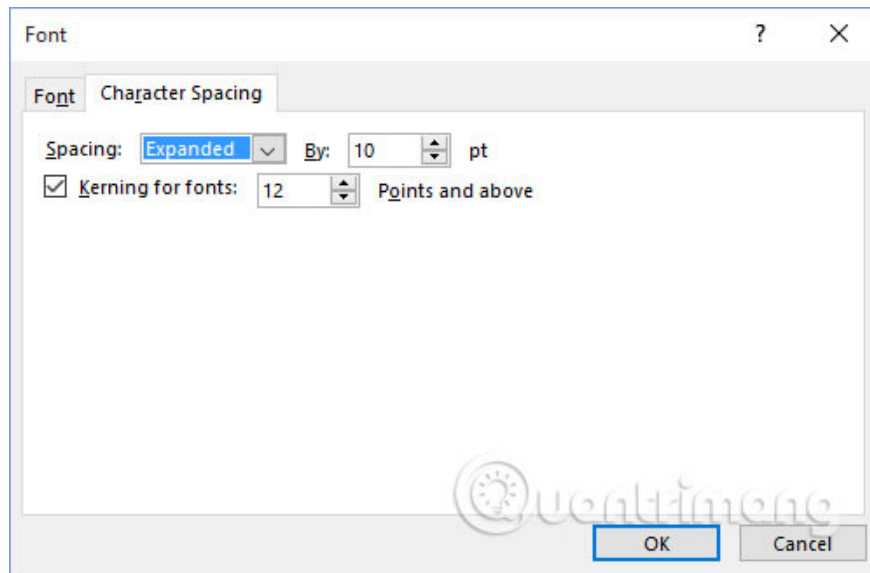 Font ?
Font Character Spacing
Spacing: Expanded By: 10 pt
Kerning for fonts: 12 Points and above
Quantrimang
OK Cancel